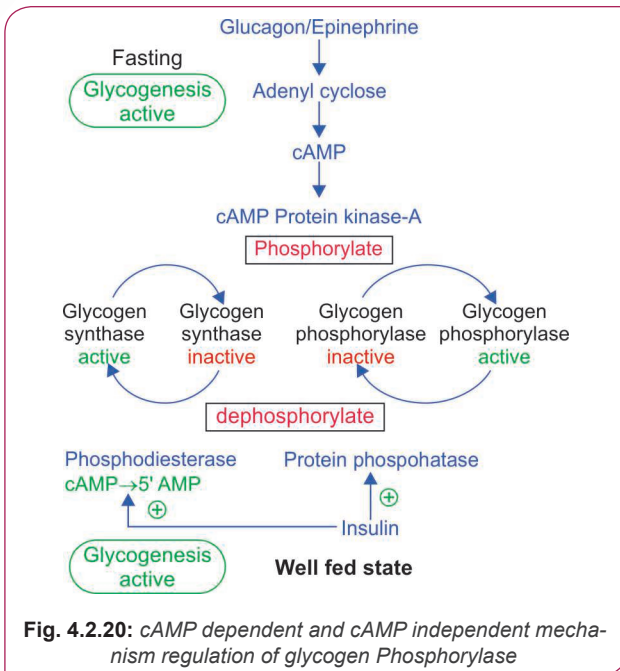 Glucagon/Epinephrine
Fasting
Glycogenesis
active
Adenyl cyclose
cAMP
cAMP Protein kinase-A
Phosphorylate
Glycogen
synthase
active
Glycogen
synthase
inactive
Glycogen
phosphorylase
inactive
Glycogen
phosphorylase
active
dephosphorylate
Phosphodiesterase
cAMP→5' AMP
+
Protein phospohatase
+
Insulin
Glycogenesis
active
Well fed state
Fig. 4.2.20: cAMP dependent and cAMP independent mecha-
nism regulation of glycogen Phosphorylase